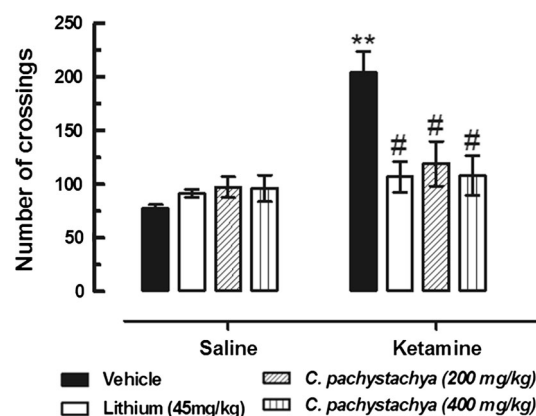 250
200
150
100
50
0
Number of crossings
**
# # #
Saline Ketamine
Vehicle C. pachystachya (200 mg/kg)
Lithium (45mg/kg) C. pachystachya (400 mg/kg)